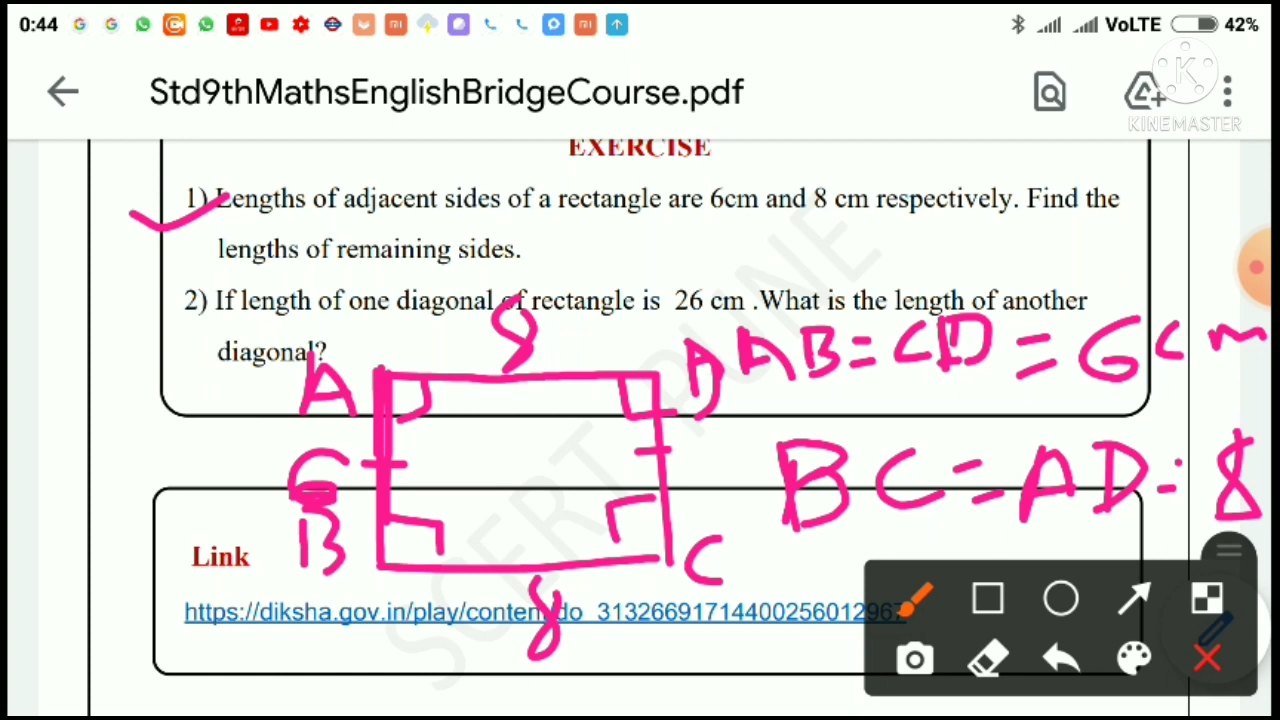 0:44 VoLTE 42%
Std9thMathsEnglishBridgeCourse.pdf
KINEMASTER
EXERCISE
1) Lengths of adjacent sides of a rectangle are 6cm and 8 cm respectively. Find the
lengths of remaining sides.
2) If length of one diagonal of rectangle is 26 cm .What is the length of another
diagonal?
8
A D AB = CD = 6cm
6 BC = AD = 8
B C
8
Link
https://diksha.gov.in/play/content/do_31326691714400256012967
SCERT PUNE